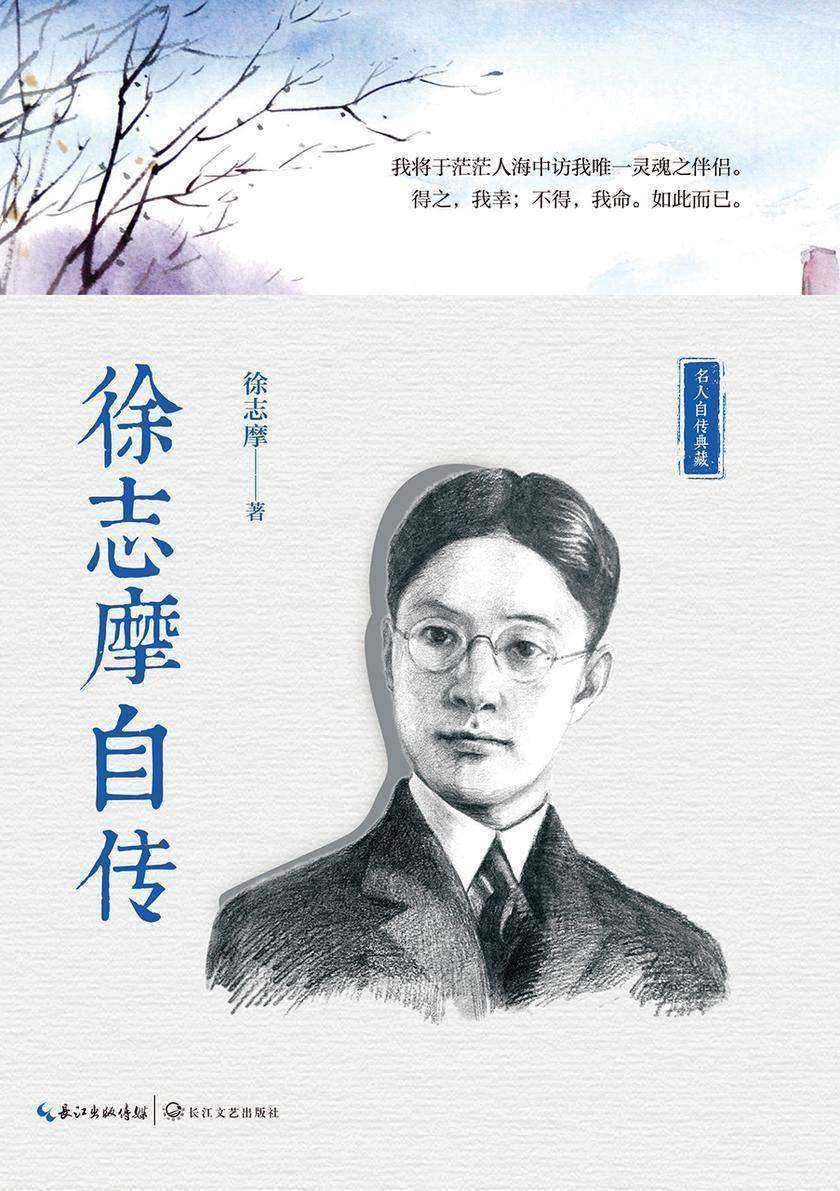 我将于茫茫人海中访我唯一灵魂之伴侣。
得之，我幸；不得，我命。如此而已。
名人自传典藏
徐志摩——著
徐志摩自传
长江出版传媒
长江文艺出版社